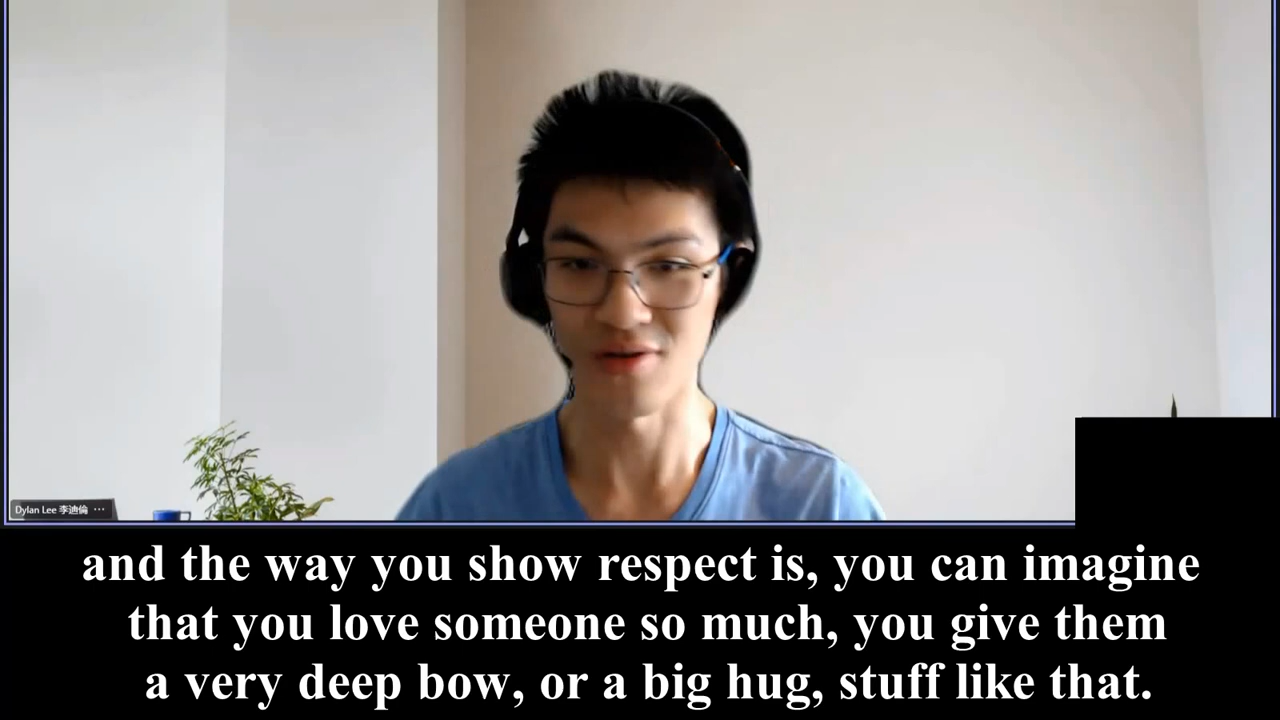 Dylan Lee 李迪倫 ···
and the way you show respect is, you can imagine
that you love someone so much, you give them
a very deep bow, or a big hug, stuff like that.